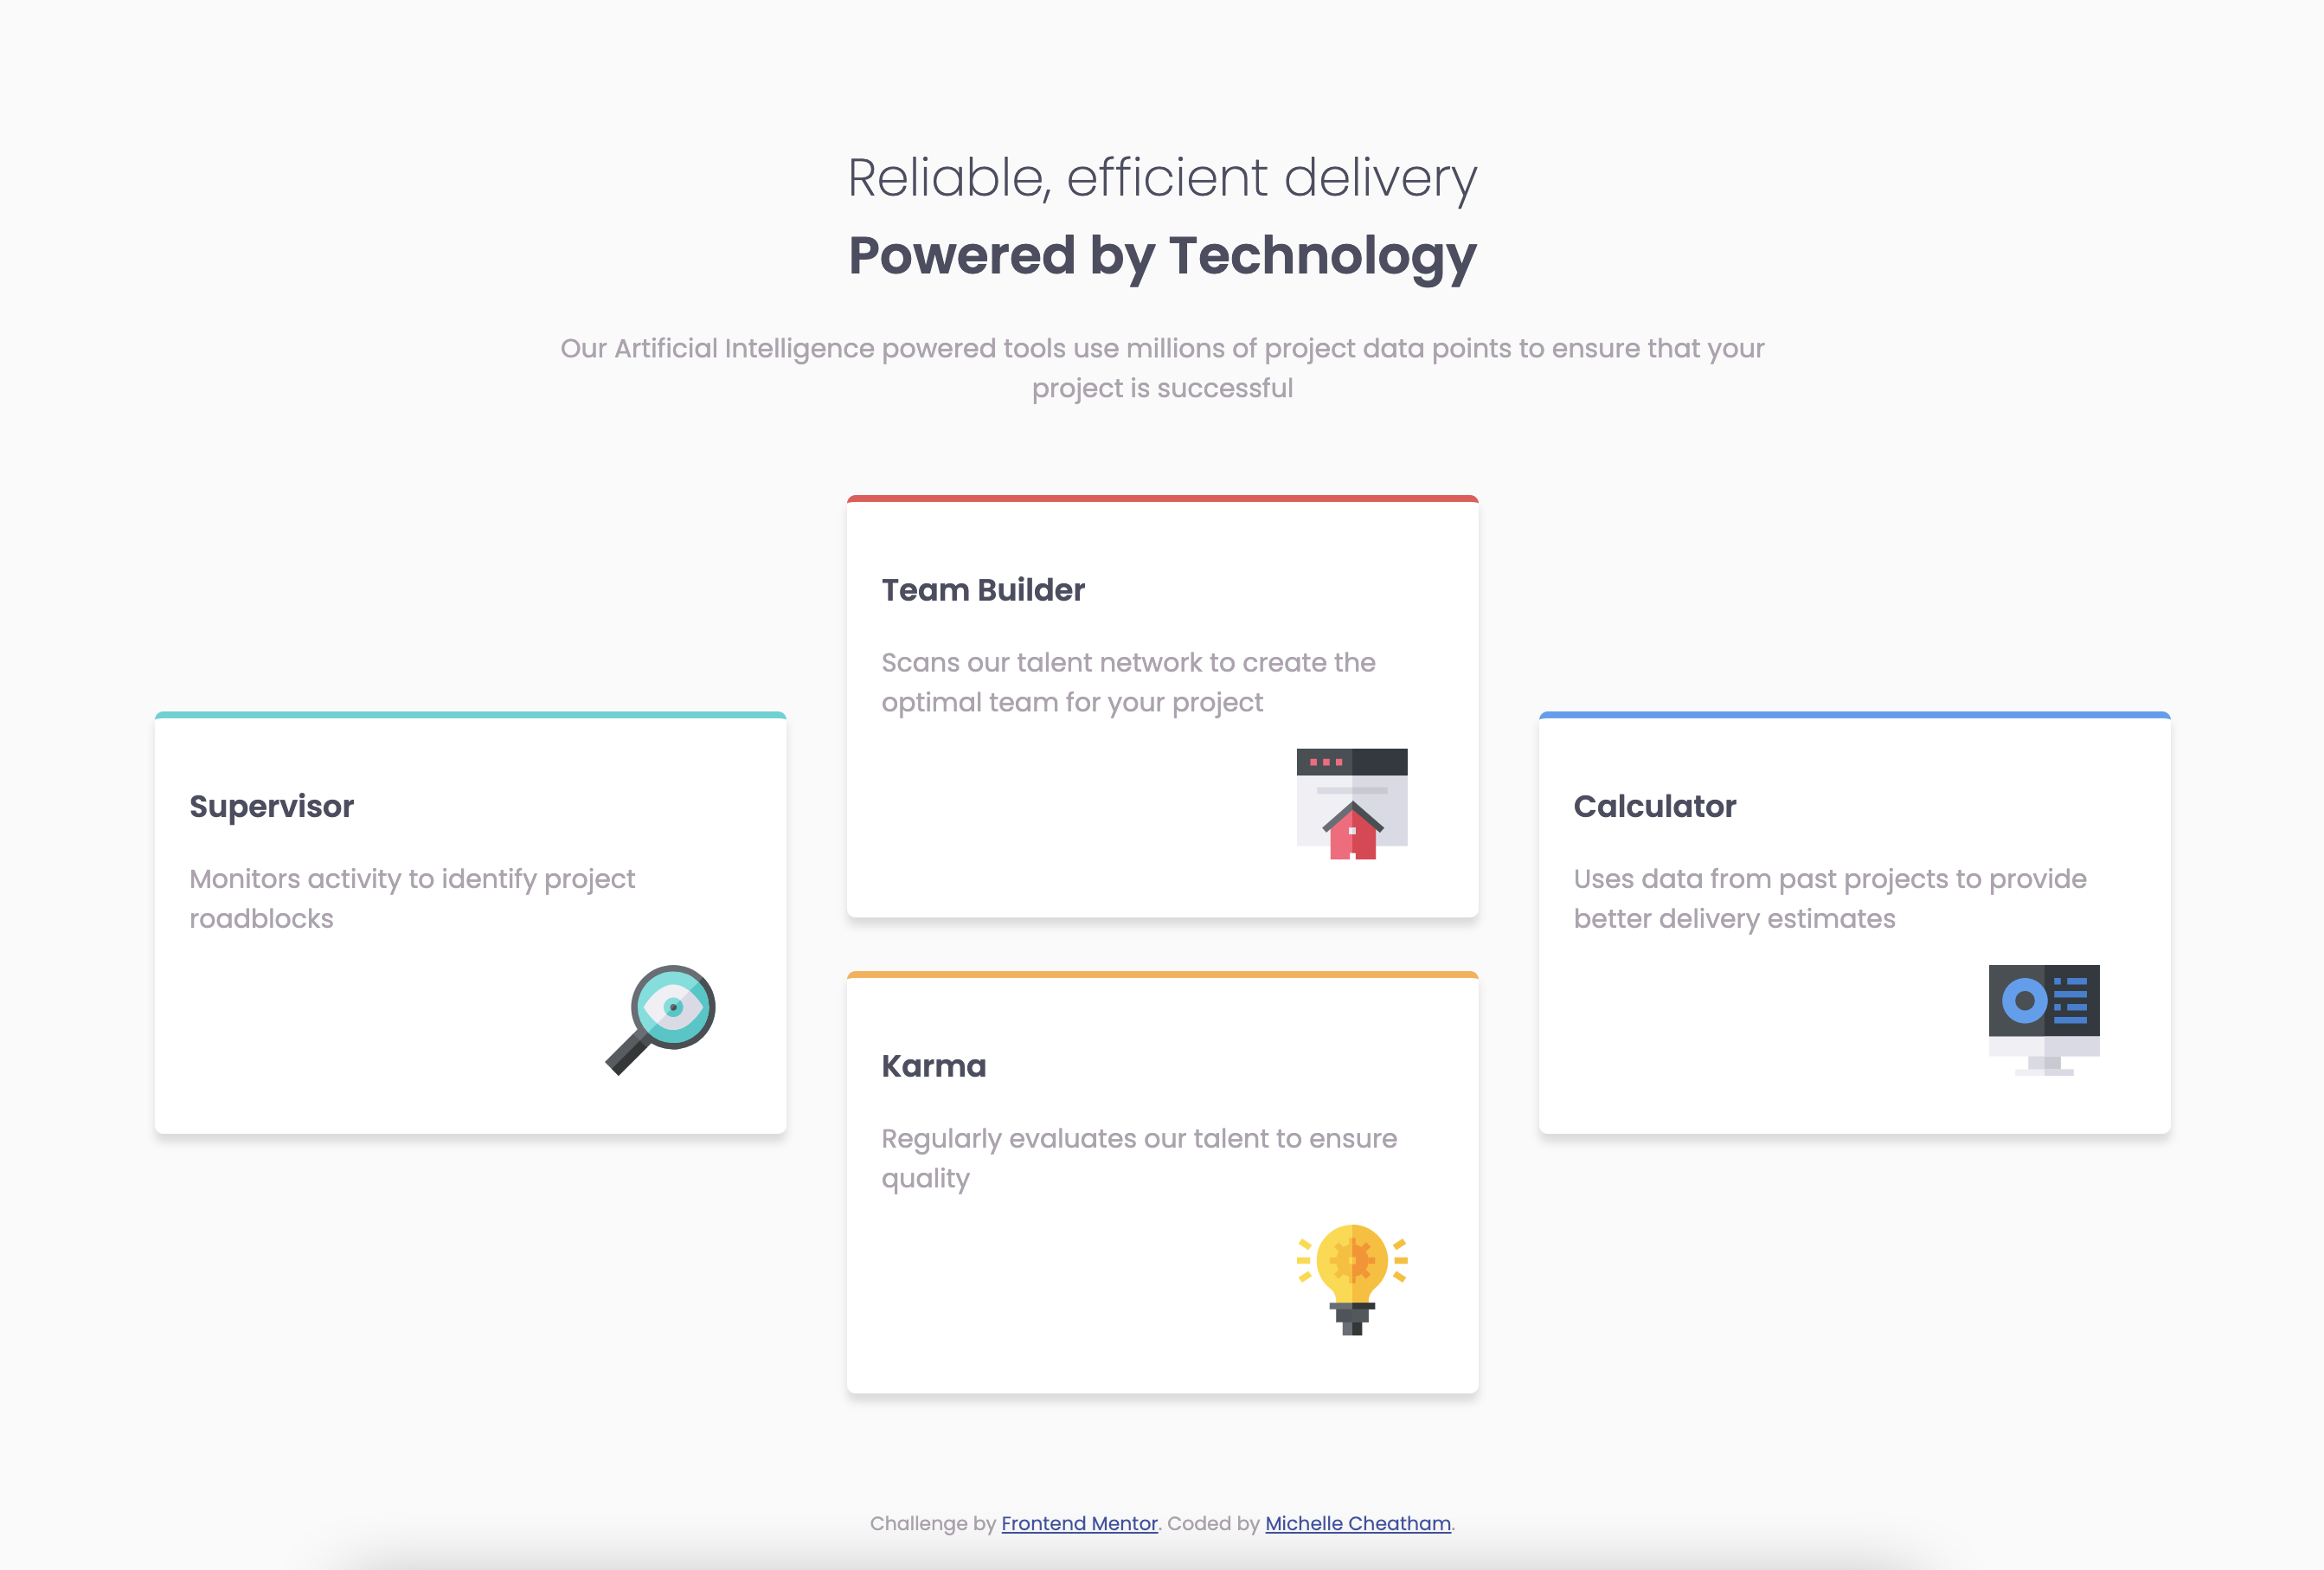 Reliable, efficient delivery
Powered by Technology
Our Artificial Intelligence powered tools use millions of project data points to ensure that your
project is successful
Supervisor
Monitors activity to identify project
roadblocks
Team Builder
Scans our talent network to create the
optimal team for your project
Karma
Regularly evaluates our talent to ensure
quality
Calculator
Uses data from past projects to provide
better delivery estimates
Challenge by Frontend Mentor. Coded by Michelle Cheatham.